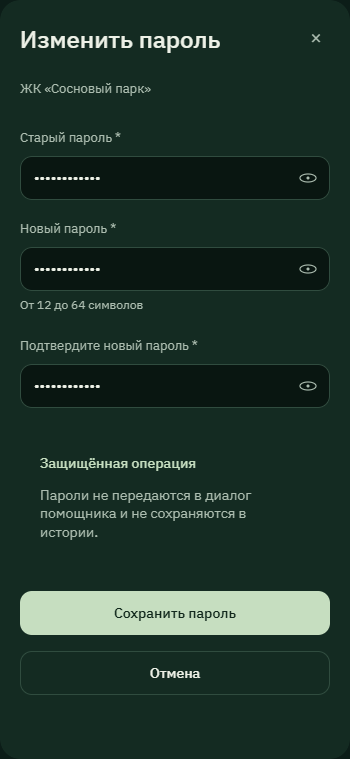 Изменить пароль
×
ЖК «Сосновый парк»
Старый пароль *
••••••••••••
Новый пароль *
••••••••••••
От 12 до 64 символов
Подтвердите новый пароль *
••••••••••••
Защищённая операция
Пароли не передаются в диалог
помощника и не сохраняются в
истории.
Сохранить пароль
Отмена